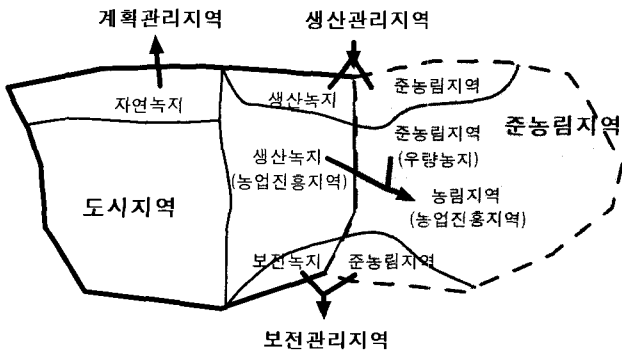 계획관리지역
생산관리지역
자연녹지
생산녹지
준농림지역
준농림지역
(우량농지)
준농림지역
생산녹지
(농업진흥지역)
도시지역
농림지역
(농업진흥지역)
보전녹지
준농림지역
보전관리지역